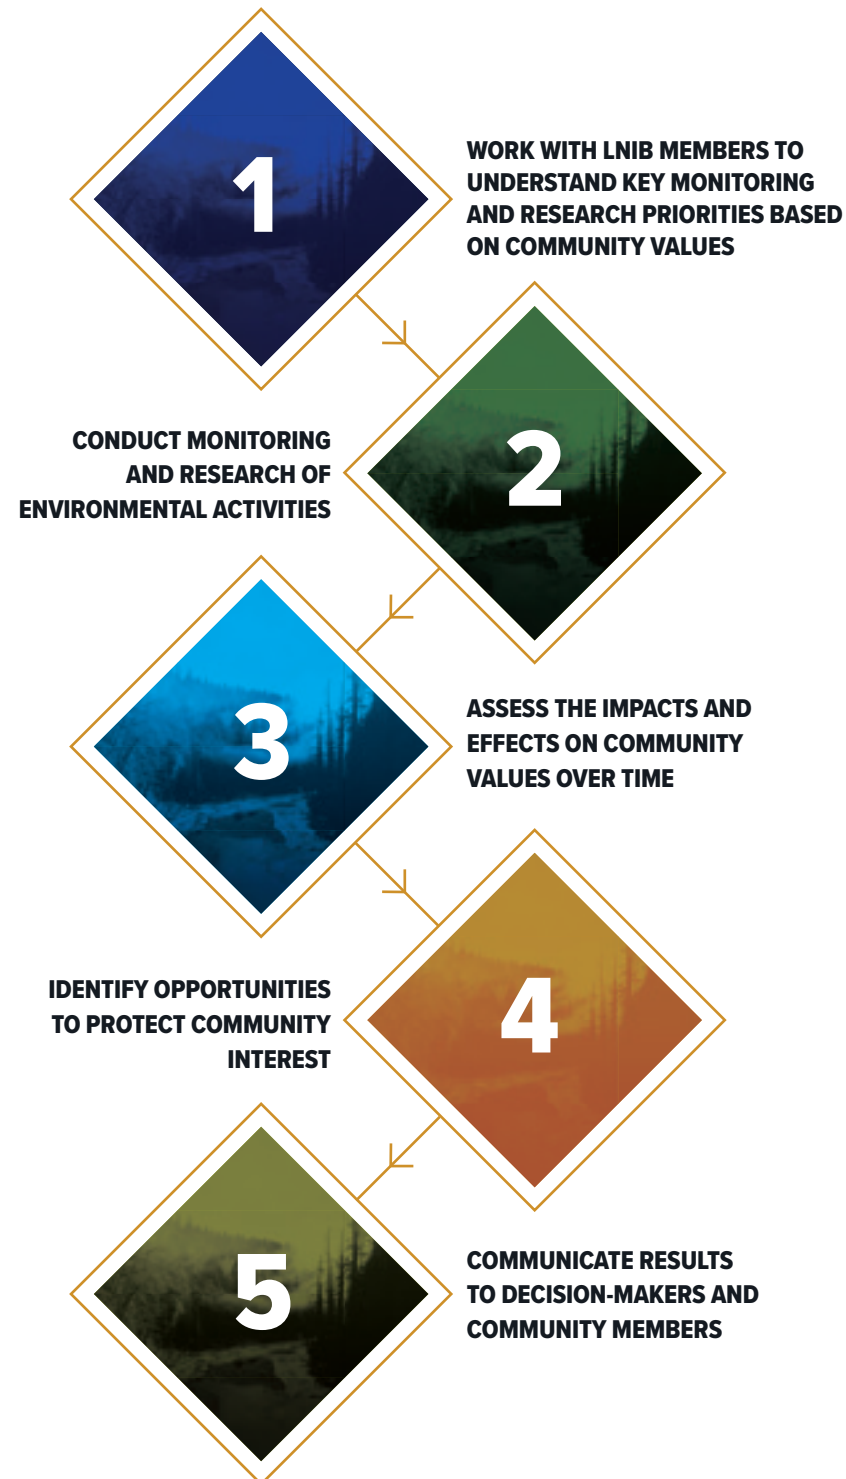 1
WORK WITH LNIB MEMBERS TO
UNDERSTAND KEY MONITORING
AND RESEARCH PRIORITIES BASED
ON COMMUNITY VALUES
2
CONDUCT MONITORING
AND RESEARCH OF
ENVIRONMENTAL ACTIVITIES
3
ASSESS THE IMPACTS AND
EFFECTS ON COMMUNITY
VALUES OVER TIME
4
IDENTIFY OPPORTUNITIES
TO PROTECT COMMUNITY
INTEREST
5
COMMUNICATE RESULTS
TO DECISION-MAKERS AND
COMMUNITY MEMBERS